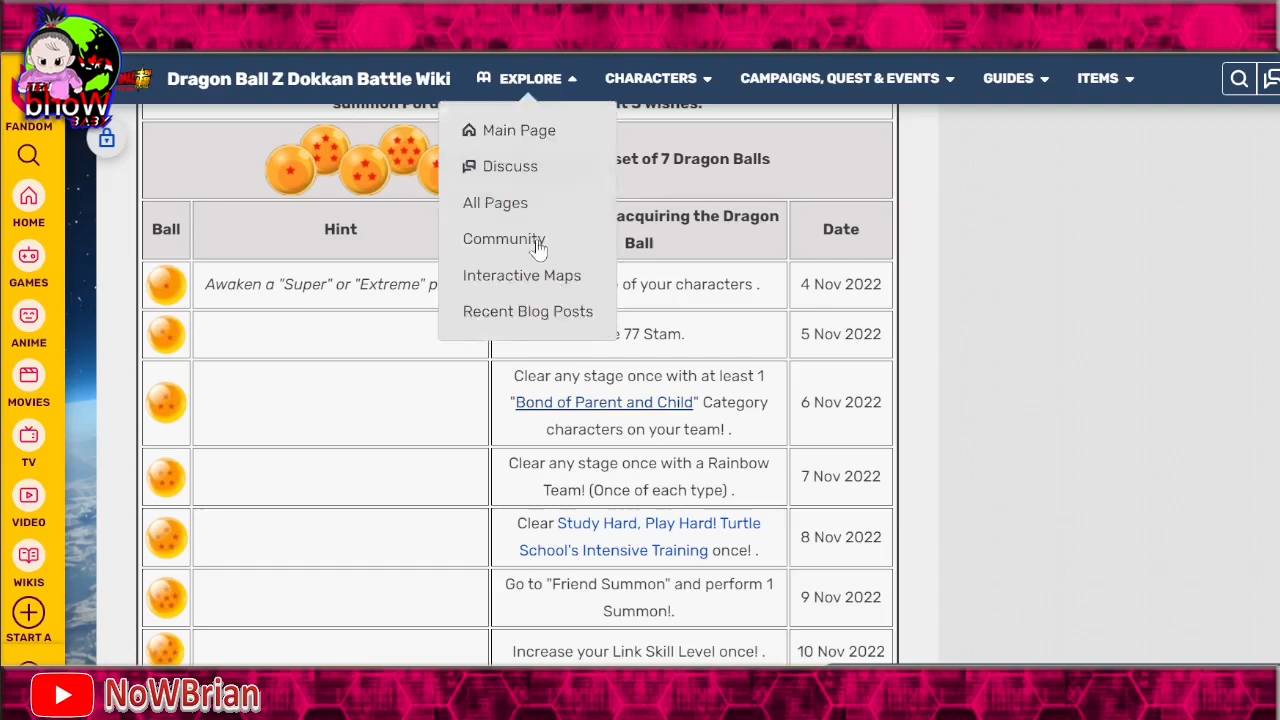 Dragon Ball Z Dokkan Battle Wiki EXPLORE CHARACTERS CAMPAIGNS, QUEST & EVENTS GUIDES ITEMS
bhoW
BABY
FANDOM
HOME
GAMES
ANIME
MOVIES
TV
VIDEO
WIKIS
START A
Main Page
Discuss
All Pages
Community
Interactive Maps
Recent Blog Posts
set of 7 Dragon Balls
Ball Hint acquiring the Dragon
Ball Date
Awaken a "Super" or "Extreme" p of your characters . 4 Nov 2022
77 Stam. 5 Nov 2022
Clear any stage once with at least 1
"Bond of Parent and Child" Category
characters on your team! . 6 Nov 2022
Clear any stage once with a Rainbow
Team! (Once of each type) . 7 Nov 2022
Clear Study Hard, Play Hard! Turtle
School's Intensive Training once! . 8 Nov 2022
Go to "Friend Summon" and perform 1
Summon!. 9 Nov 2022
Increase your Link Skill Level once! . 10 Nov 2022
NoWBrian